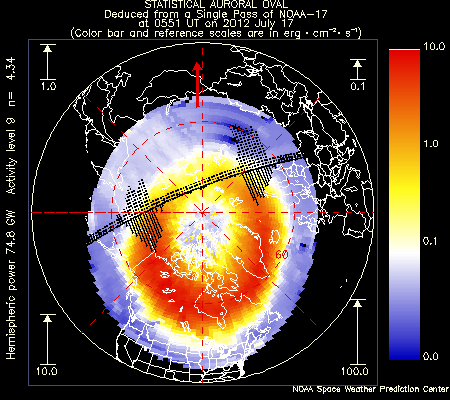 STATISTICAL AURORAL OVAL
Deduced from a Single Pass of NOAA-17
at 0551 UT on 2012 July 17
(Color bar and reference scales are in erg · cm⁻² · s⁻¹)
1.0
0.1
10.0
1.0
0.1
0.0
Hemispheric power 74.8 GW Activity level 9 n= 4.34
60
10.0
100.0
NOAA Space Weather Prediction Center